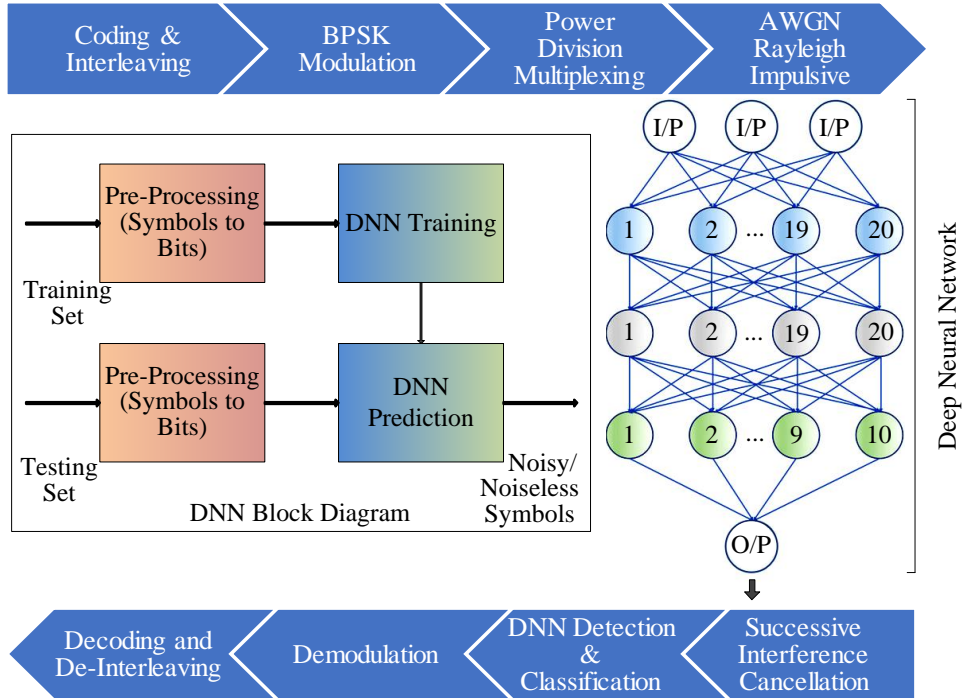 Coding &
Interleaving
BPSK
Modulation
Power
Division
Multiplexing
AWGN
Rayleigh
Impulsive
Pre-Processing
(Symbols to
Bits)
DNN Training
Training
Set
Pre-Processing
(Symbols to
Bits)
DNN
Prediction
Testing
Set
Noisy/
Noiseless
Symbols
DNN Block Diagram
I/P I/P I/P
1 2 ... 19 20
1 2 ... 19 20
1 2 ... 9 10
O/P
Deep Neural Network
Decoding and
De-Interleaving
Demodulation
DNN Detection
&
Classification
Successive
Interference
Cancellation